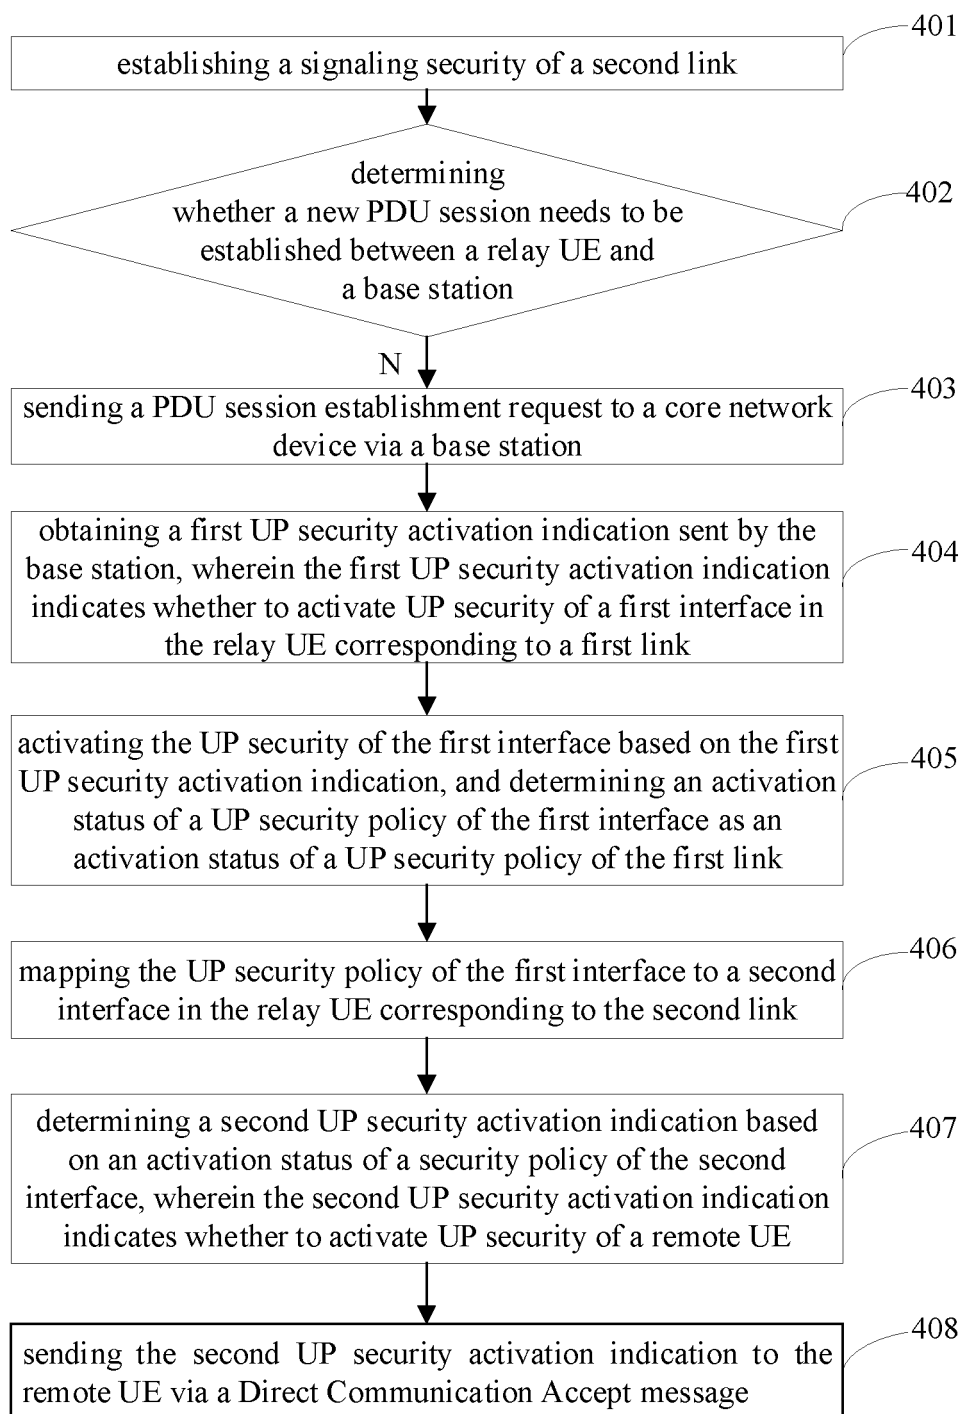 401
establishing a signaling security of a second link
determining
whether a new PDU session needs to be
established between a relay UE and
a base station
402
N
403
sending a PDU session establishment request to a core network
device via a base station
obtaining a first UP security activation indication sent by the
base station, wherein the first UP security activation indication
indicates whether to activate UP security of a first interface in
the relay UE corresponding to a first link
404
activating the UP security of the first interface based on the first
UP security activation indication, and determining an activation
status of a UP security policy of the first interface as an
activation status of a UP security policy of the first link
405
mapping the UP security policy of the first interface to a second
interface in the relay UE corresponding to the second link
406
determining a second UP security activation indication based
on an activation status of a security policy of the second
interface, wherein the second UP security activation indication
indicates whether to activate UP security of a remote UE
407
sending the second UP security activation indication to the
remote UE via a Direct Communication Accept message
408